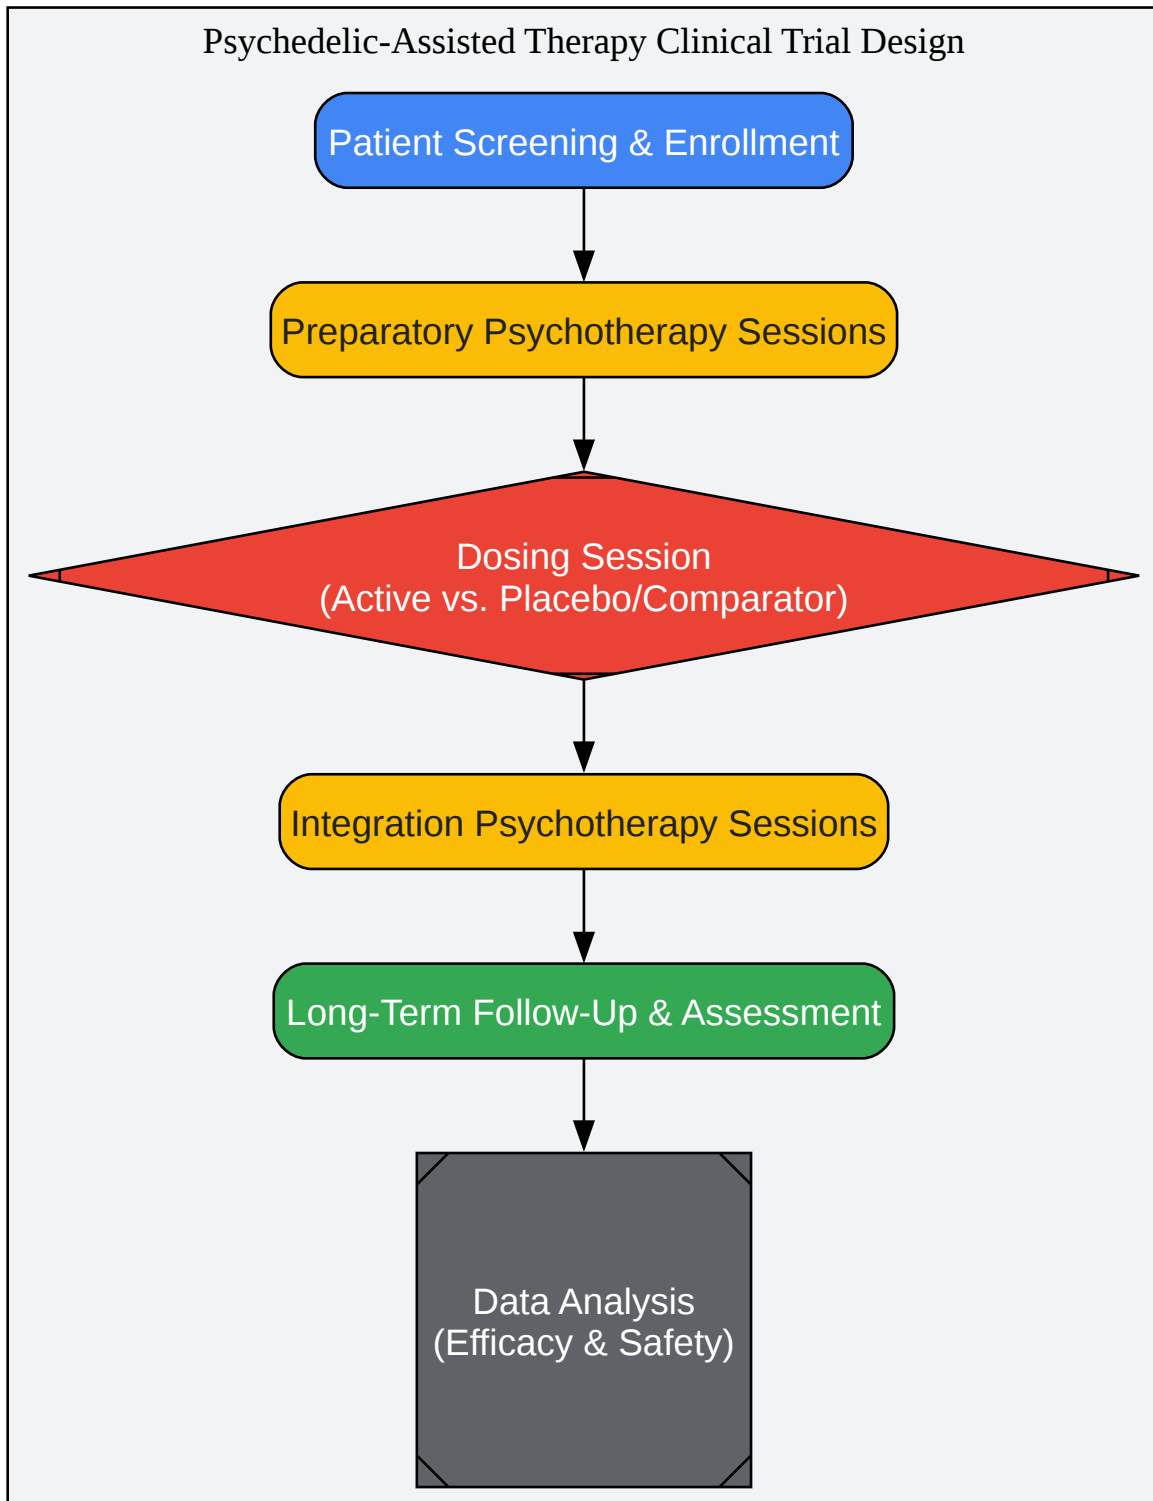 Psychedelic-Assisted Therapy Clinical Trial Design
Patient Screening & Enrollment
Preparatory Psychotherapy Sessions
Dosing Session
(Active vs. Placebo/Comparator)
Integration Psychotherapy Sessions
Long-Term Follow-Up & Assessment
Data Analysis
(Efficacy & Safety)